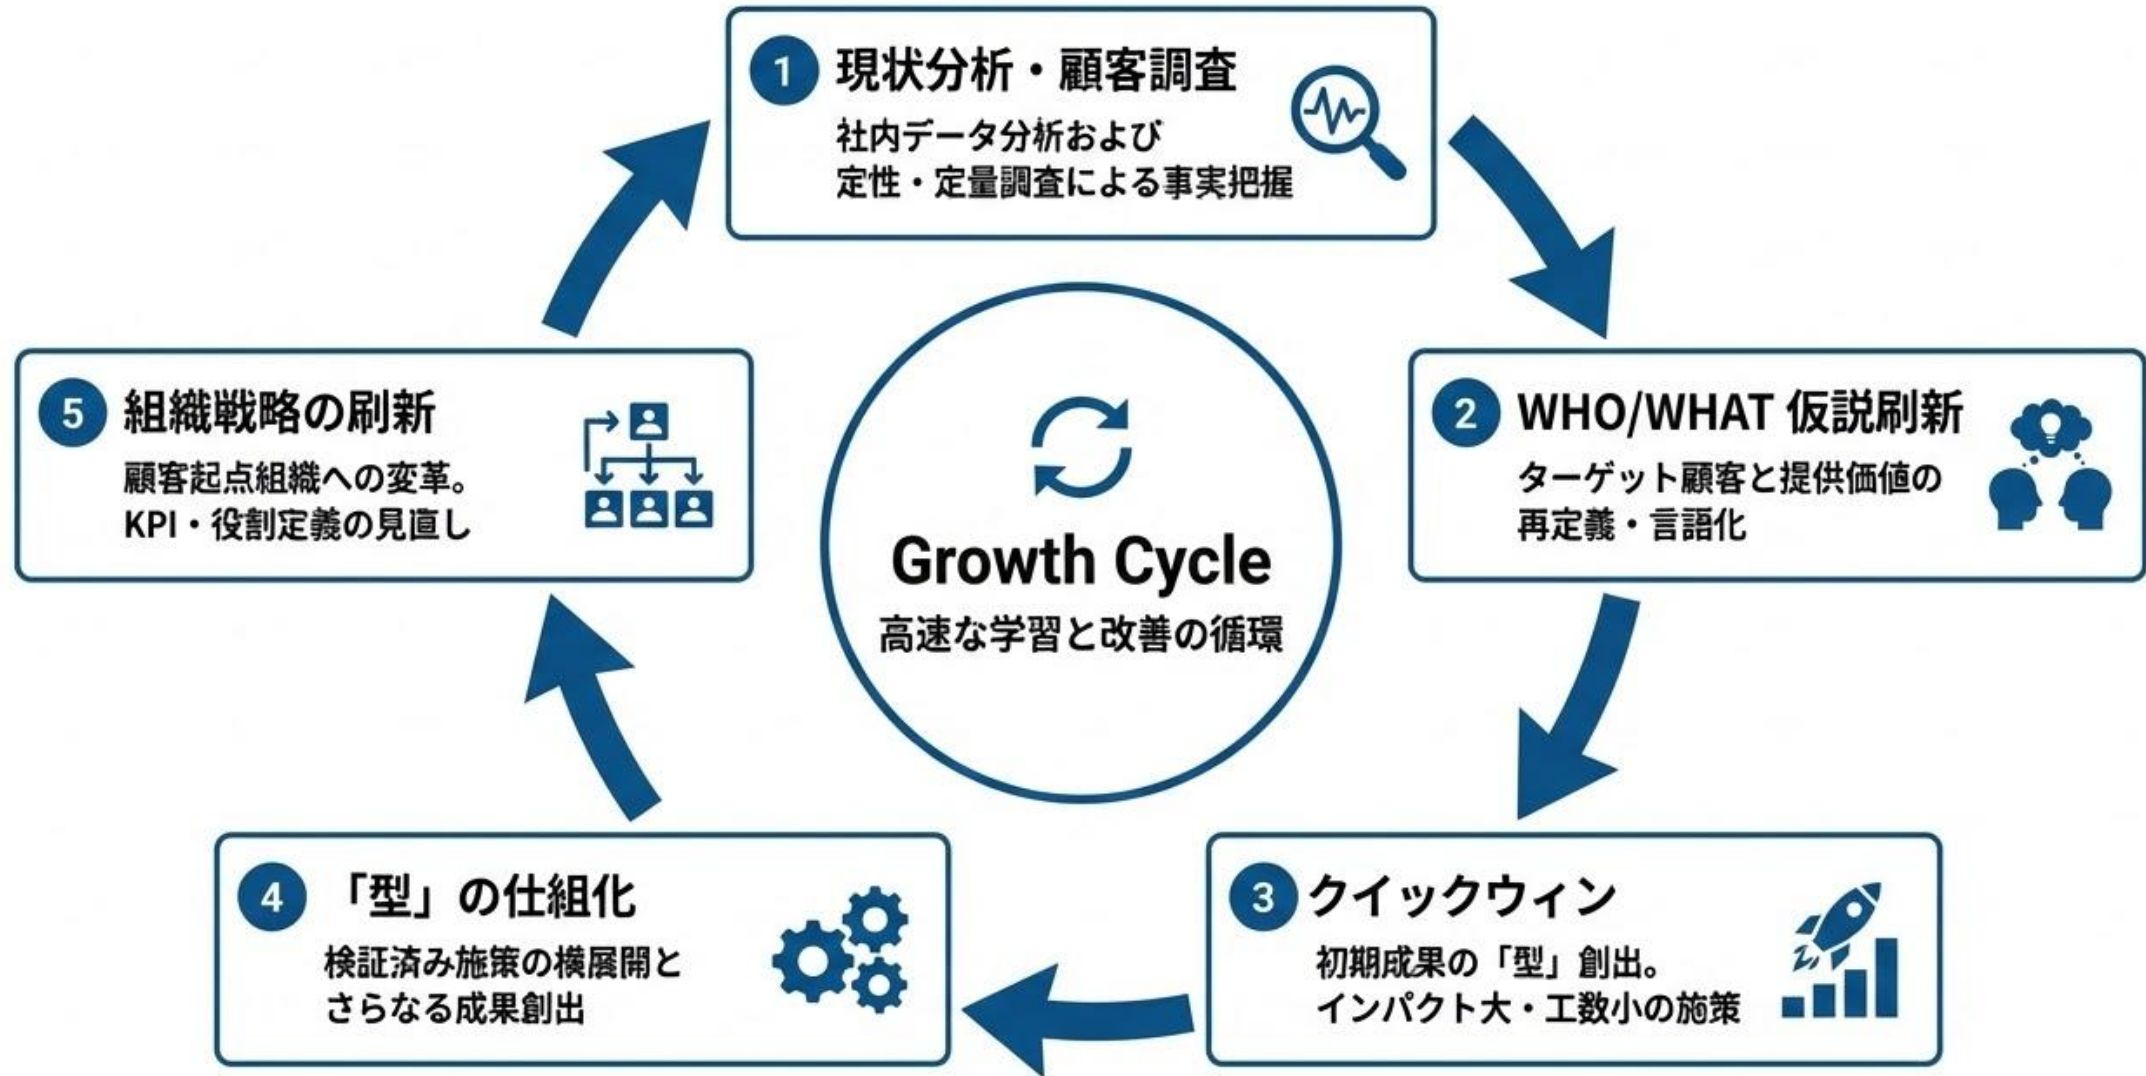 1 現状分析・顧客調査
社内データ分析および
定性・定量調査による事実把握
2 WHO/WHAT 仮説刷新
ターゲット顧客と提供価値の
再定義・言語化
3 クイックウィン
初期成果の「型」創出。
インパクト大・工数小の施策
4 「型」の仕組化
検証済み施策の横展開と
さらなる成果創出
5 組織戦略の刷新
顧客起点組織への変革。
KPI・役割定義の見直し
Growth Cycle
高速な学習と改善の循環